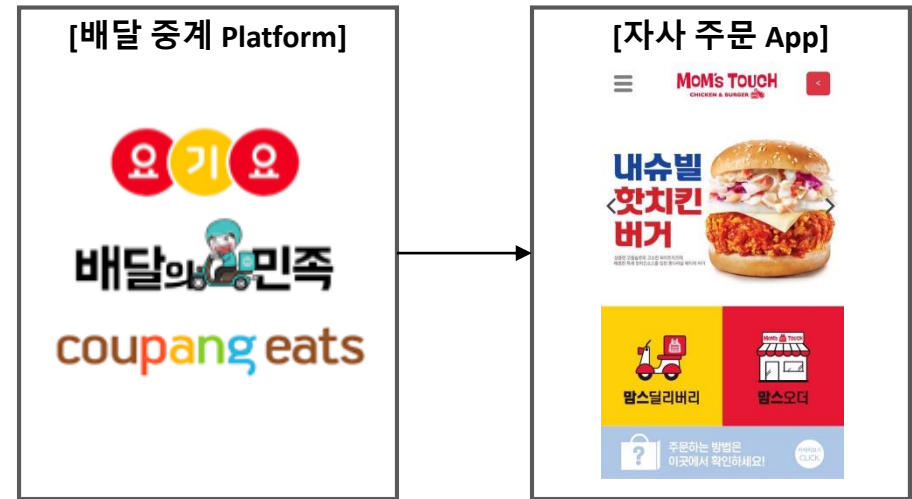 [배달 중계 Platform]
요기요
배달의민족
coupang eats
[자사 주문 App]
MOM'S TOUCH
CHICKEN & BURGER
<
내슈빌
핫치킨
버거
MOM'S TOUCH
맘스딜리버리
맘스오더
?
주문하는 방법은
이곳에서 확인하세요!
CLICK